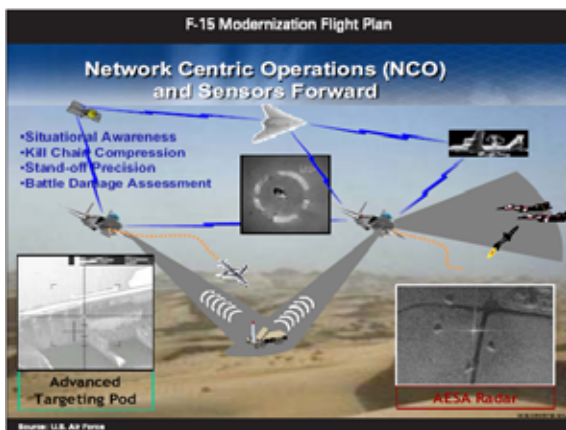 F-15 Modernization Flight Plan
Network Centric Operations (NCO)
and Sensors Forward
•Situational Awareness
•Kill Chain Compression
•Stand-off Precision
•Battle Damage Assessment
Advanced
Targeting Pod
AESA Radar
Source: U.S. Air Force